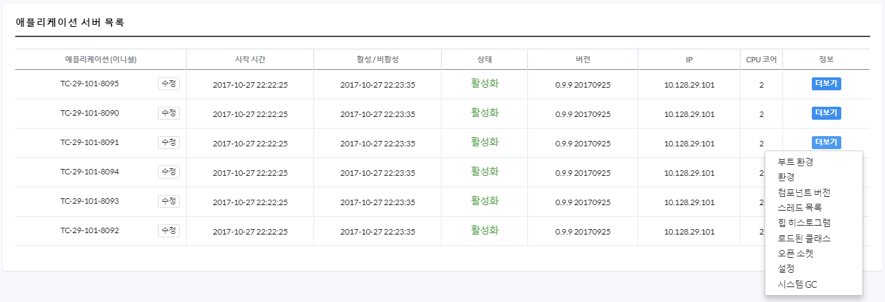 애플리케이션 서버 목록
애플리케이션 (이니셜) 시작 시간 활성 / 비활성 상태 버전 IP CPU 코어 정보
TC-29-101-8095 수정 2017-10-27 22:22:25 2017-10-27 22:23:35 활성화 0.9.9 20170925 10.128.29.101 2 더보기
TC-29-101-8090 수정 2017-10-27 22:22:25 2017-10-27 22:23:35 활성화 0.9.9 20170925 10.128.29.101 2 더보기
TC-29-101-8091 수정 2017-10-27 22:22:25 2017-10-27 22:23:35 활성화 0.9.9 20170925 10.128.29.101 2 더보기
TC-29-101-8094 수정 2017-10-27 22:22:25 2017-10-27 22:23:35 활성화 0.9.9 20170925 10.128.29.101 2
TC-29-101-8093 수정 2017-10-27 22:22:25 2017-10-27 22:23:35 활성화 0.9.9 20170925 10.128.29.101 2
TC-29-101-8092 수정 2017-10-27 22:22:25 2017-10-27 22:23:35 활성화 0.9.9 20170925 10.128.29.101 2
부트 환경
환경
컴포넌트 버전
스레드 목록
힙 히스토그램
로드된 클래스
오픈 소켓
설정
시스템 GC